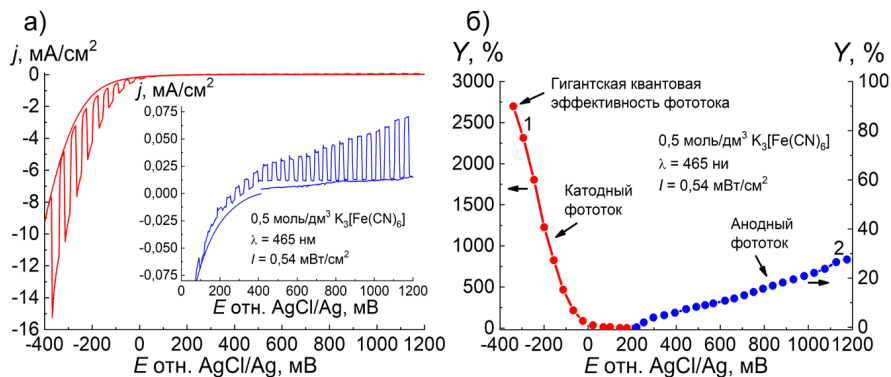 а)
j, мА/см²
0
-2
-4
-6
-8
-10
-12
-14
-16
-400 -200 0 200 400 600 800 1000 1200
E отн. AgCl/Ag, мВ
j, мА/см²
0,075
0,050
0,025
0,000
-0,025
-0,050
-0,075
0 200 400 600 800 1000 1200
E отн. AgCl/Ag, мВ
0,5 моль/дм³ K₃[Fe(CN)₆]
λ = 465 нм
I = 0,54 мВт/см²
б)
Y, %
3000
2500
2000
1500
1000
500
0
-400 -200 0 200 400 600 800 1000 1200
E отн. AgCl/Ag, мВ
Y, %
100
80
60
40
20
0
Гигантская квантовая
эффективность фототока
1
0,5 моль/дм³ K₃[Fe(CN)₆]
λ = 465 ни
I = 0,54 мВт/см²
Катодный
фототок
Анодный
фототок
2